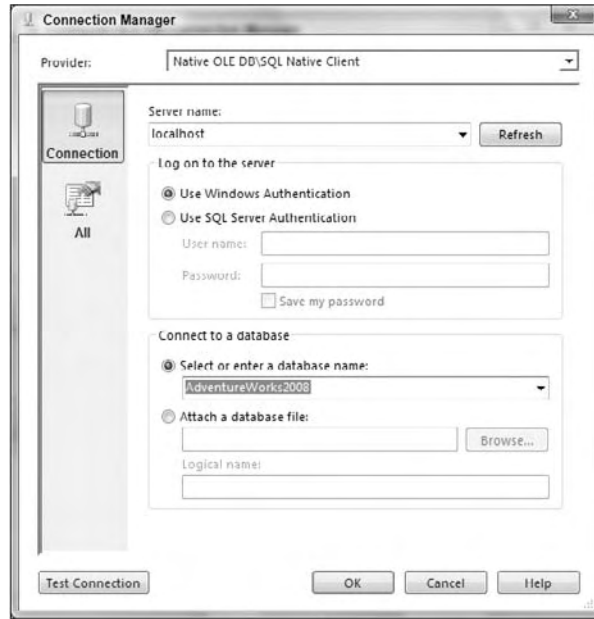 Connection Manager
Provider:
Native OLE DB\SQL Native Client
Connection
All
Server name:
localhost
Refresh
Log on to the server
Use Windows Authentication
Use SQL Server Authentication
User name:
Password:
Save my password
Connect to a database
Select or enter a database name:
AdventureWorks2008
Attach a database file:
Browse...
Logical name:
Test Connection
OK
Cancel
Help